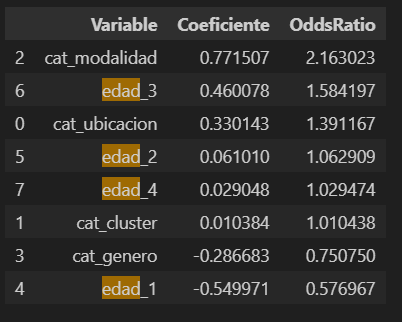 Variable Coeficiente OddsRatio
2 cat_modalidad 0.771507 2.163023
6 edad_3 0.460078 1.584197
0 cat_ubicacion 0.330143 1.391167
5 edad_2 0.061010 1.062909
7 edad_4 0.029048 1.029474
1 cat_cluster 0.010384 1.010438
3 cat_genero -0.286683 0.750750
4 edad_1 -0.549971 0.576967